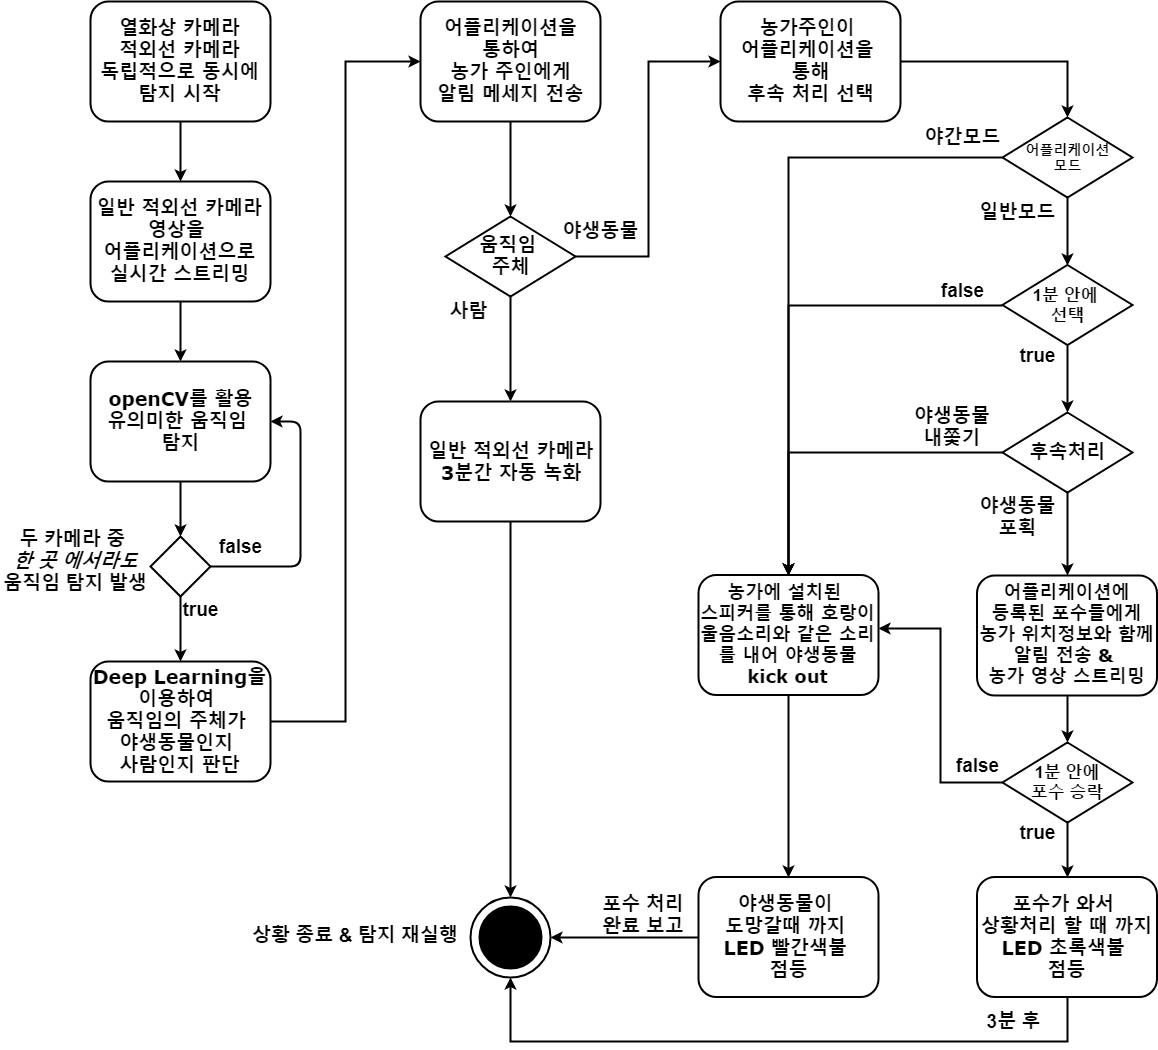 열화상 카메라
적외선 카메라
독립적으로 동시에
탐지 시작
일반 적외선 카메라
영상을
어플리케이션으로
실시간 스트리밍
openCV를 활용
유의미한 움직임
탐지
두 카메라 중
한 곳 에서라도
움직임 탐지 발생
false
true
Deep Learning을
이용하여
움직임의 주체가
야생동물인지
사람인지 판단
어플리케이션을
통하여
농가 주인에게
알림 메세지 전송
움직임
주체
야생동물
사람
일반 적외선 카메라
3분간 자동 녹화
농가주인이
어플리케이션을
통해
후속 처리 선택
어플리케이션
모드
야간모드
일반모드
1분 안에
선택
false
true
후속처리
야생동물
내쫓기
야생동물
포획
농가에 설치된
스피커를 통해 호랑이
울음소리와 같은 소리
를 내어 야생동물
kick out
어플리케이션에
등록된 포수들에게
농가 위치정보와 함께
알림 전송 &
농가 영상 스트리밍
1분 안에
포수 승락
false
true
야생동물이
도망갈때 까지
LED 빨간색불
점등
포수가 와서
상황처리 할 때 까지
LED 초록색불
점등
포수 처리
완료 보고
3분 후
상황 종료 & 탐지 재실행